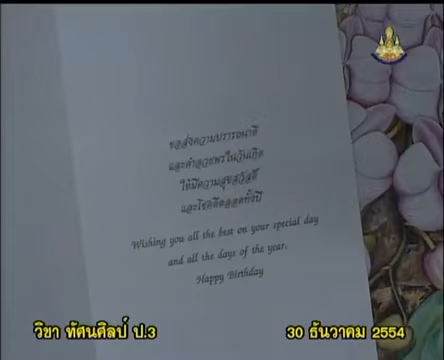 ขอส่งความปรารถนาดี
และคำอวยพรในวันเกิด
ให้มีความสุขสวัสดี
และโชคดีตลอดทั้งปี
Wishing you all the best on your special day
and all the days of the year.
Happy Birthday
วิชา ทัศนศิลป์ ป.3
30 ธันวาคม 2554